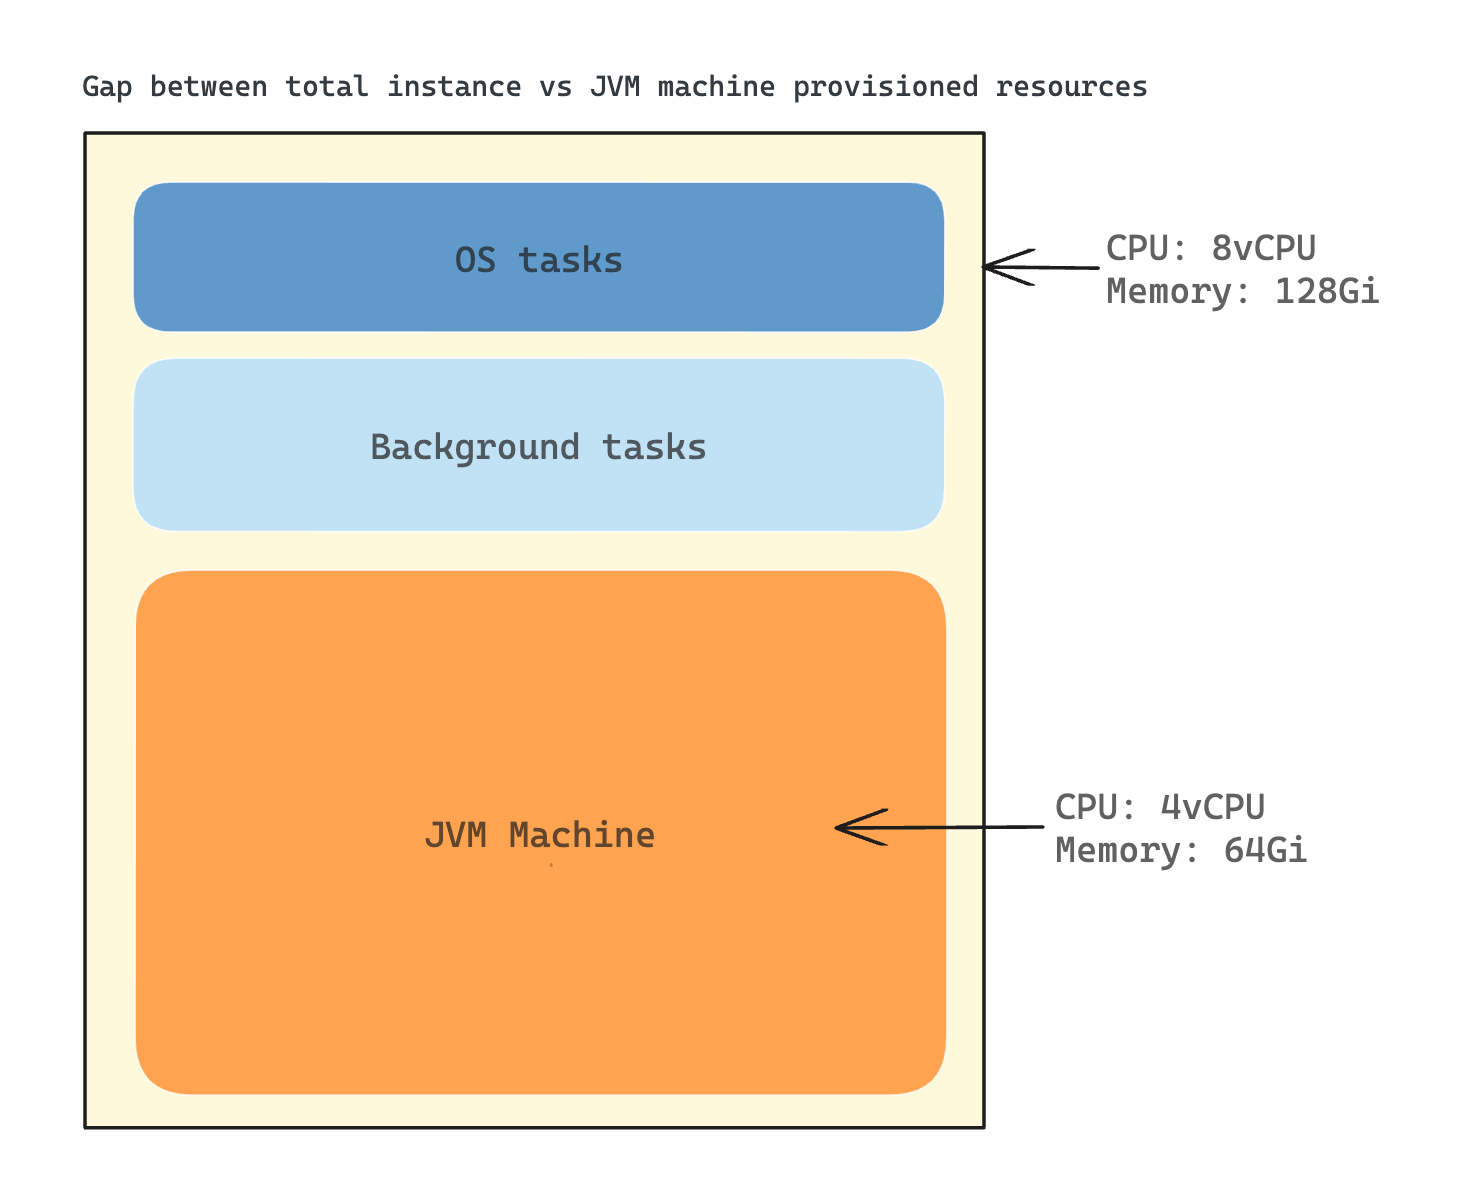 Gap between total instance vs JVM machine provisioned resources
OS tasks
CPU: 8vCPU
Memory: 128Gi
Background tasks
JVM Machine
CPU: 4vCPU
Memory: 64Gi